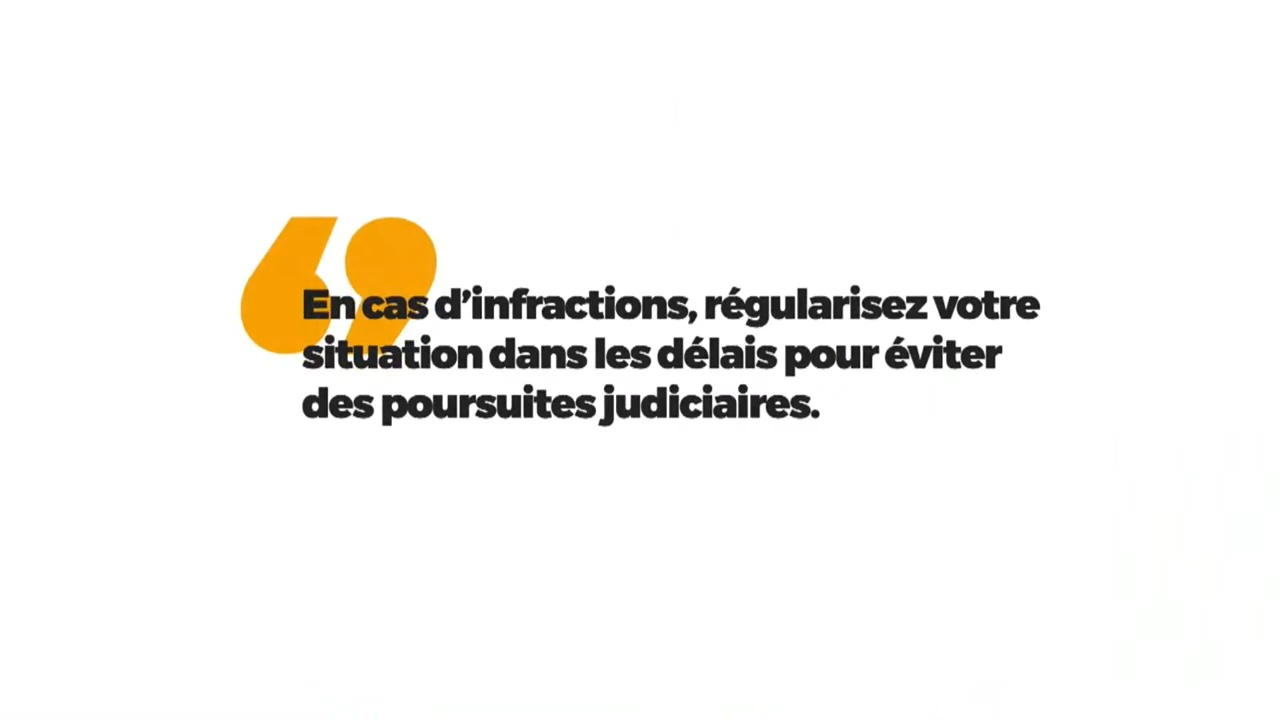 En cas d’infractions, régularisez votre
situation dans les délais pour éviter
des poursuites judiciaires.